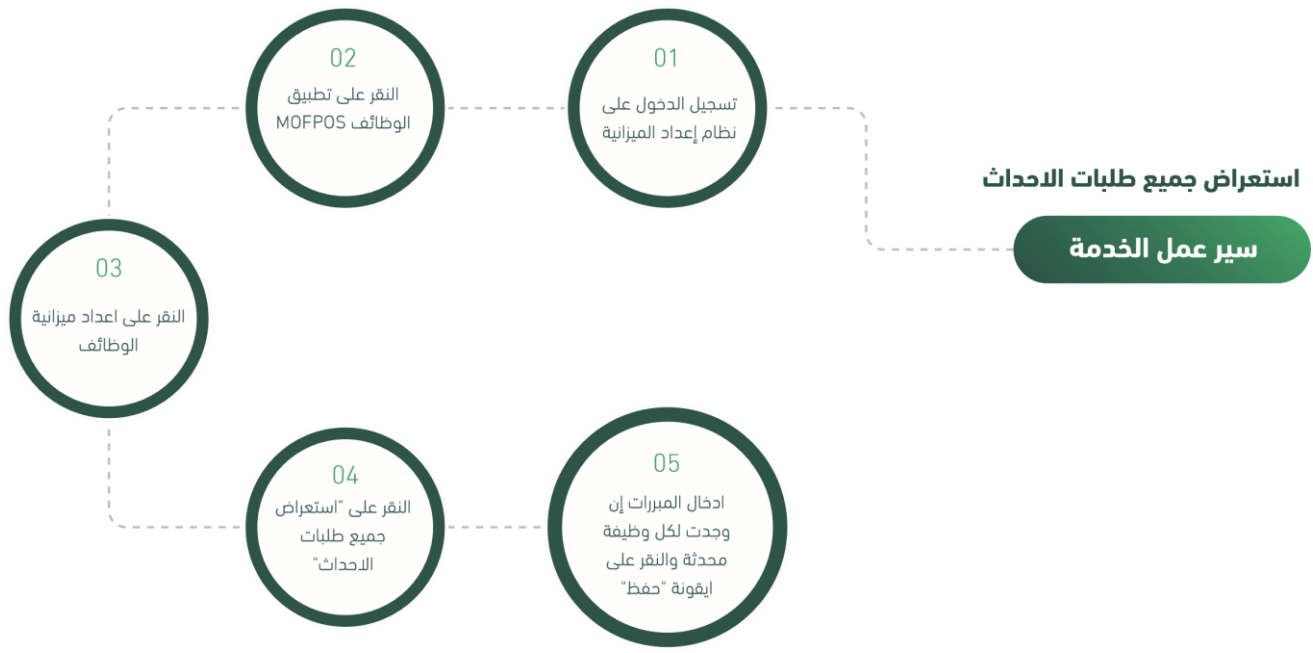 استعراض جميع طلبات الاحداث
سير عمل الخدمة
01
تسجيل الدخول على
نظام إعداد الميزانية
02
النقر على تطبيق
الوظائف MOFPOS
03
النقر على اعداد ميزانية
الوظائف
04
النقر على "استعراض
جميع طلبات
الاحداث"
05
ادخال المبررات إن
وجدت لكل وظيفة
محدثة والنقر على
ايقونة "حفظ"